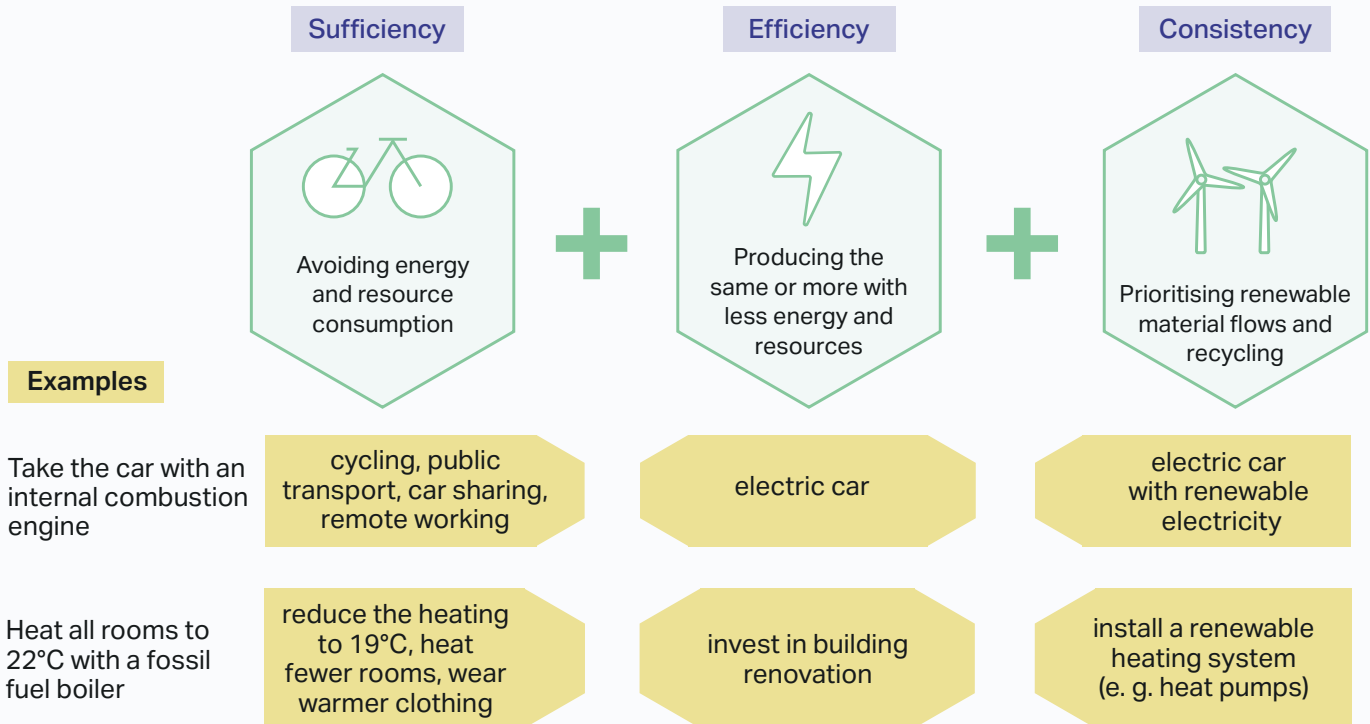 Sufficiency
Efficiency
Consistency
Avoiding energy
and resource
consumption
Producing the
same or more with
less energy and
resources
Prioritising renewable
material flows and
recycling
Examples
Take the car with an
internal combustion
engine
cycling, public
transport, car sharing,
remote working
electric car
electric car
with renewable
electricity
Heat all rooms to
22°C with a fossil
fuel boiler
reduce the heating
to 19°C, heat
fewer rooms, wear
warmer clothing
invest in building
renovation
install a renewable
heating system
(e. g. heat pumps)